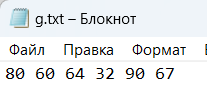 g.txt – Блокнот
Файл Правка Формат
80 60 64 32 90 67